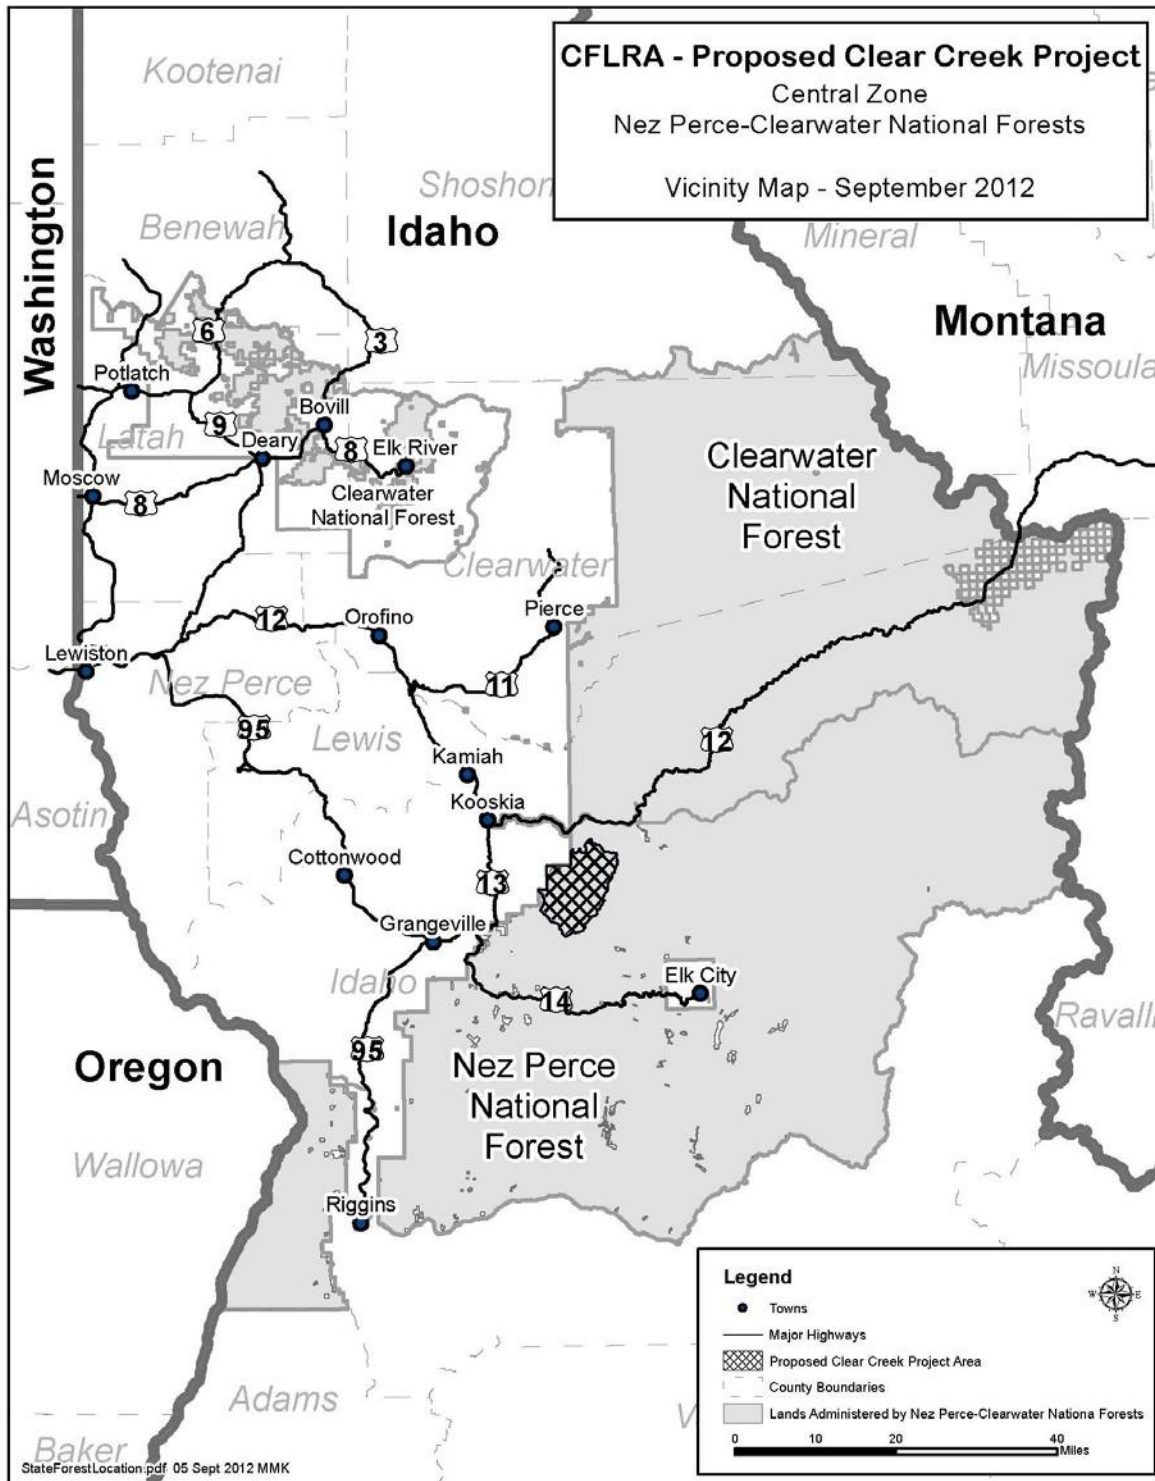 CFLRA - Proposed Clear Creek Project
Central Zone
Nez Perce-Clearwater National Forests
Vicinity Map - September 2012
Kootenai
Shoshon
Benewah
Washington
Idaho
Mineral
Montana
Missoula
6
3
Potlatch
Bovill
9
Latah
Deary
8
Elk River
Clearwater
National
Forest
Moscow
8
Clearwater
National Forest
Clearwater
12
Orofino
Pierce
Lewiston
Nez Perce
11
95
Lewis
12
Kamiah
Kooskia
Asotin
Cottonwood
13
Grangeville
Idaho
Elk City
14
Ravalli
95
Oregon
Nez Perce
National
Forest
Wallowa
Riggins
Legend
N
W
E
S
Towns
Major Highways
Proposed Clear Creek Project Area
County Boundaries
Lands Administered by Nez Perce-Clearwater Nationa Forests
0 10 20 40
Miles
Adams
V
Baker
StateForestLocation.pdf 05 Sept 2012 MMK